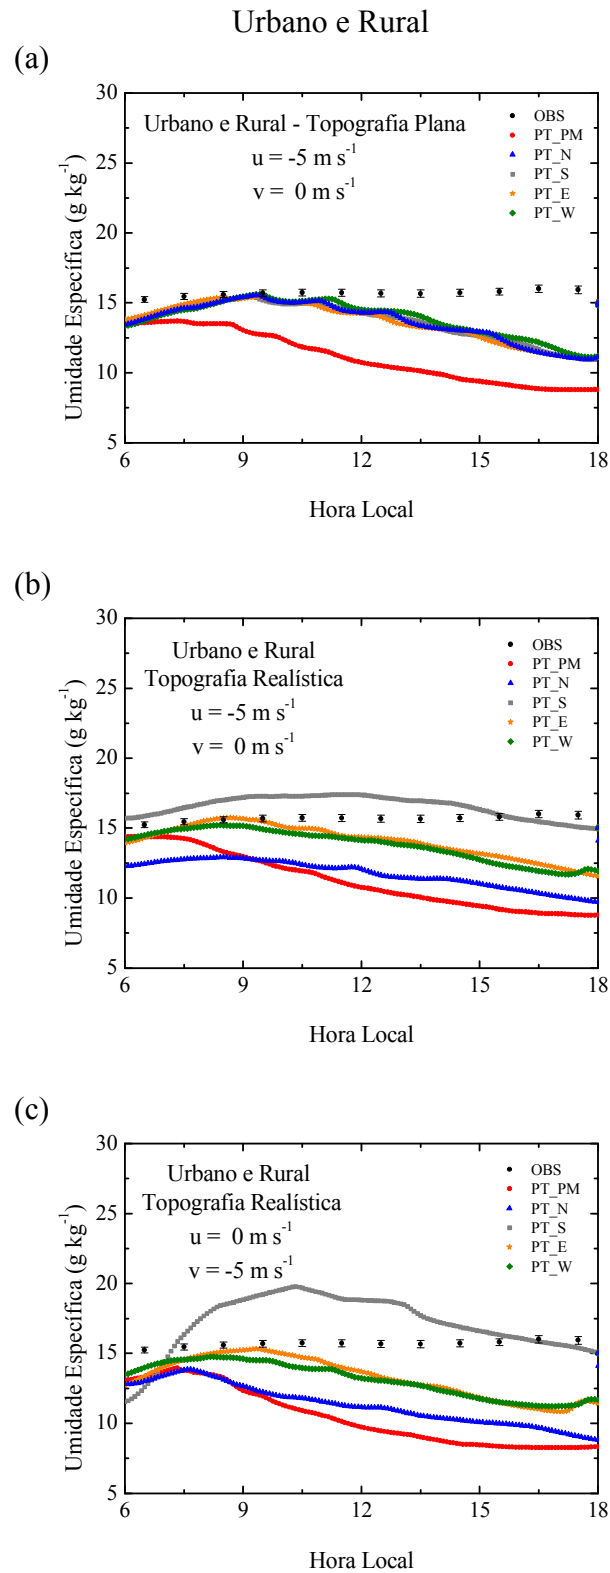 Urbano e Rural
(a)
30
25
20
15
10
5
Umidade Específica (g kg⁻¹)
Urbano e Rural - Topografia Plana
u = -5 m s⁻¹
v = 0 m s⁻¹
OBS
PT_PM
PT_N
PT_S
PT_E
PT_W
6 9 12 15 18
Hora Local
(b)
30
25
20
15
10
5
Umidade Específica (g kg⁻¹)
Urbano e Rural
Topografia Realística
u = -5 m s⁻¹
v = 0 m s⁻¹
OBS
PT_PM
PT_N
PT_S
PT_E
PT_W
6 9 12 15 18
Hora Local
(c)
30
25
20
15
10
5
Umidade Específica (g kg⁻¹)
Urbano e Rural
Topografia Realística
u = 0 m s⁻¹
v = -5 m s⁻¹
OBS
PT_PM
PT_N
PT_S
PT_E
PT_W
6 9 12 15 18
Hora Local